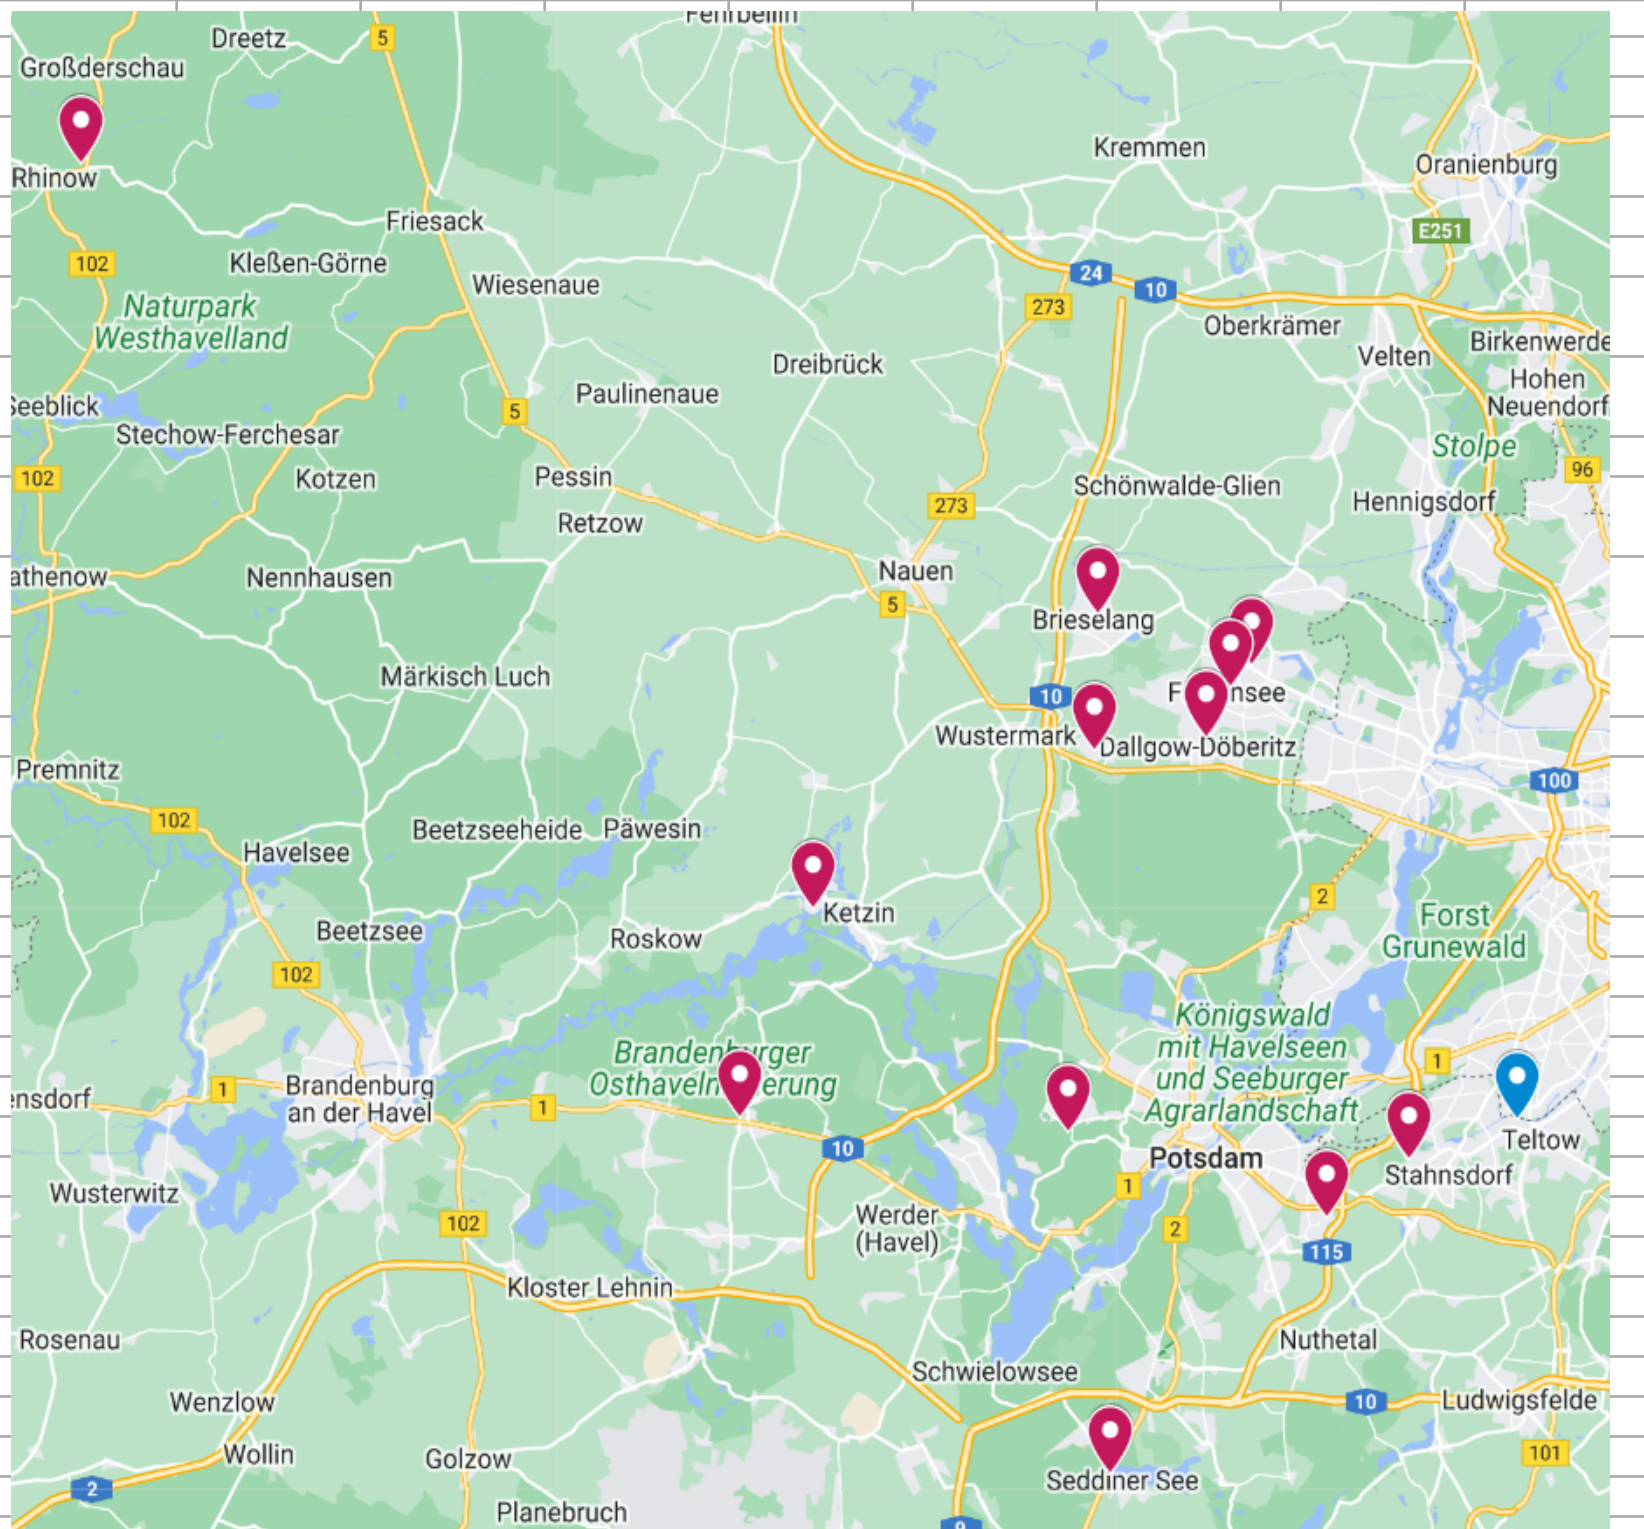 Fehrbellin
Dreetz
5
Großderschau
Kremmen
Oranienburg
Rhinow
Friesack
E251
102
Kleßen-Görne
24
10
Wiesenaue
273
Naturpark
Westhavelland
Oberkrämer
Birkenwerde
Velten
Dreibrück
Hohen
Neuendorf
Paulinenaue
Seeblick
5
Stechow-Ferchesar
Stolpe
96
102
Kotzen
Pessin
Schönwalde-Glien
Hennigsdorf
273
Retzow
athenow
Nennhausen
Nauen
5
Brieselang
Märkisch Luch
10
F
nsee
Wustermark
Dallgow-Döberitz
Premnitz
100
102
Beetzseeheide
Päwesin
Havelsee
2
Ketzin
Forst
Grunewald
Beetzsee
Roskow
102
Königswald
mit Havelseen
und Seeburger
Agrarlandschaft
Brandenburger
Osthaveln
erung
1
ensdorf
1
Brandenburg
an der Havel
1
Teltow
10
Potsdam
Stahnsdorf
Wusterwitz
1
102
Werder
(Havel)
2
115
Kloster Lehnin
Rosenau
Nuthetal
Schwielowsee
Wenzlow
10
Ludwigsfelde
Wollin
Golzow
101
Seddiner See
2
Planebruch
9